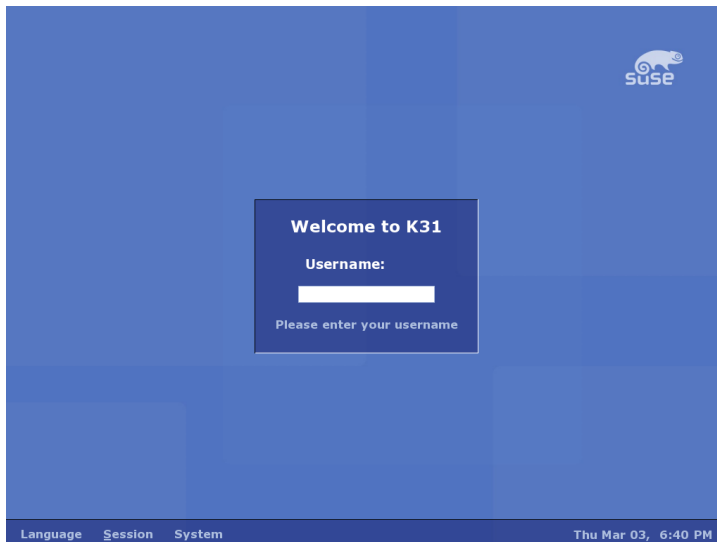 suse
Welcome to K31
Username:
Please enter your username
Language Session System Thu Mar 03, 6:40 PM